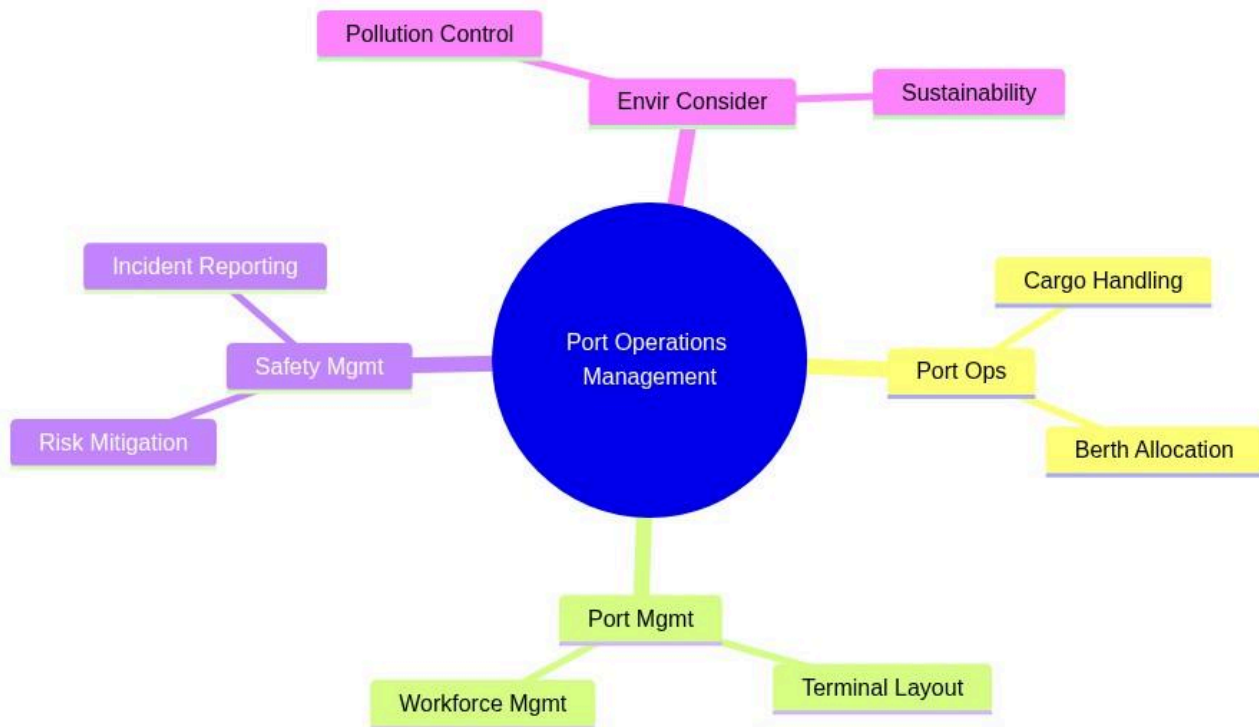 Pollution Control
Envir Consider
Sustainability
Incident Reporting
Safety Mgmt
Risk Mitigation
Port Operations
Management
Cargo Handling
Port Ops
Berth Allocation
Port Mgmt
Workforce Mgmt
Terminal Layout